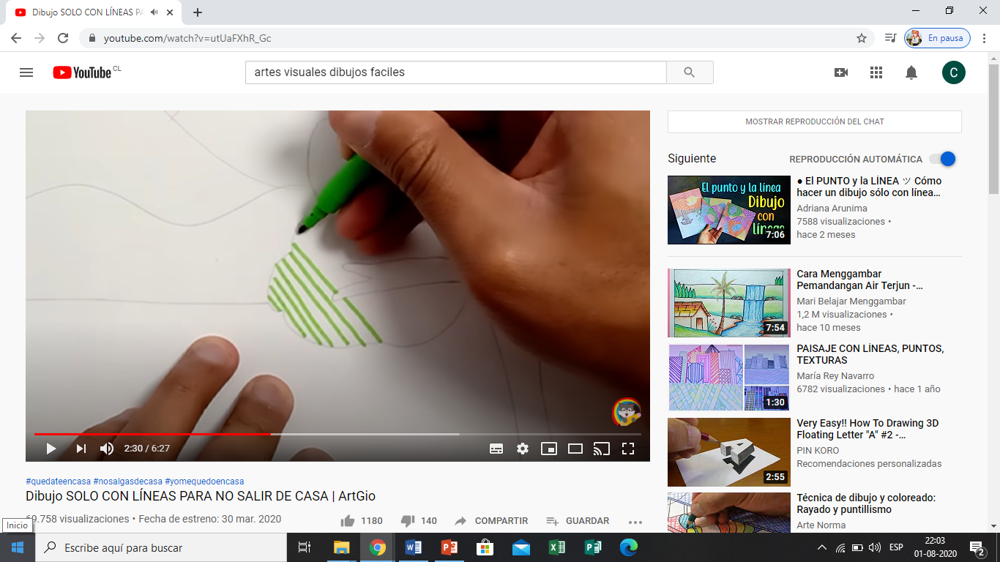 Dibujo SOLO CON LÍNEAS PA
youtube.com/watch?v=utUaFXhR_Gc
En pausa
YouTube CL
artes visuales dibujos faciles
C
MOSTRAR REPRODUCCIÓN DEL CHAT
Siguiente
REPRODUCCIÓN AUTOMÁTICA
El punto y la línea
Dibujo
con
líneas
7:06
● El PUNTO y la LÍNEA ツ Cómo
hacer un dibujo sólo con línea…
Adriana Arunima
7588 visualizaciones •
hace 2 meses
7:54
Cara Menggambar
Pemandangan Air Terjun -…
Mari Belajar Menggambar
1,2 M visualizaciones •
hace 10 meses
1:30
PAISAJE CON LÍNEAS, PUNTOS,
TEXTURAS
María Rey Navarro
6782 visualizaciones • hace 1 año
2:55
Very Easy!! How To Drawing 3D
Floating Letter "A" #2 -…
PIN KORO
Recomendaciones personalizadas
Técnica de dibujo y coloreado:
Rayado y puntillismo
Arte Norma
2:30 / 6:27
#quedateencasa #nosalgasdecasa #yomequedoencasa
Dibujo SOLO CON LÍNEAS PARA NO SALIR DE CASA | ArtGio
69.758 visualizaciones • Fecha de estreno: 30 mar. 2020
1180
140
COMPARTIR
GUARDAR
Inicio
Escribe aquí para buscar
ESP
22:03
01-08-2020
2